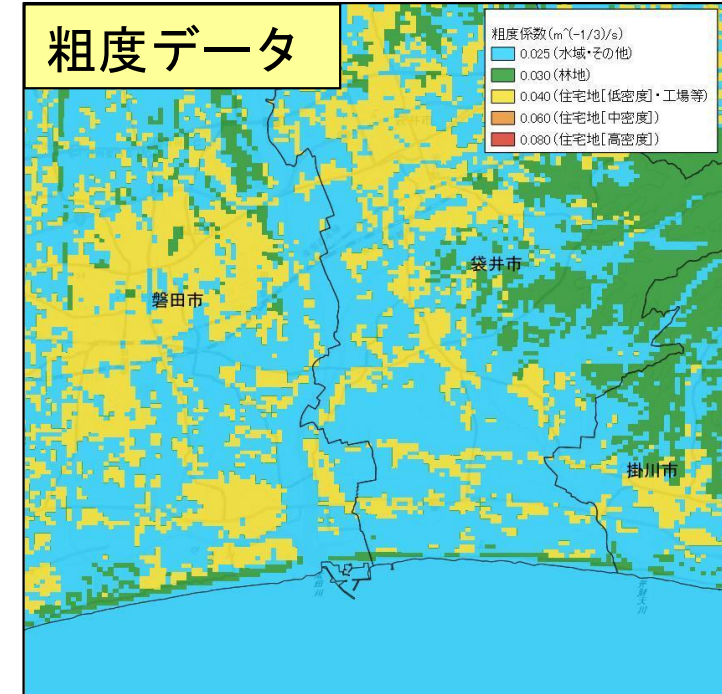 粗度データ
粗度係数(m^(-1/3)/s)
0.025(水域・その他)
0.030(林地)
0.040(住宅地[低密度]・工場等)
0.060(住宅地[中密度])
0.080(住宅地[高密度])
袋井市
磐田市
掛川市